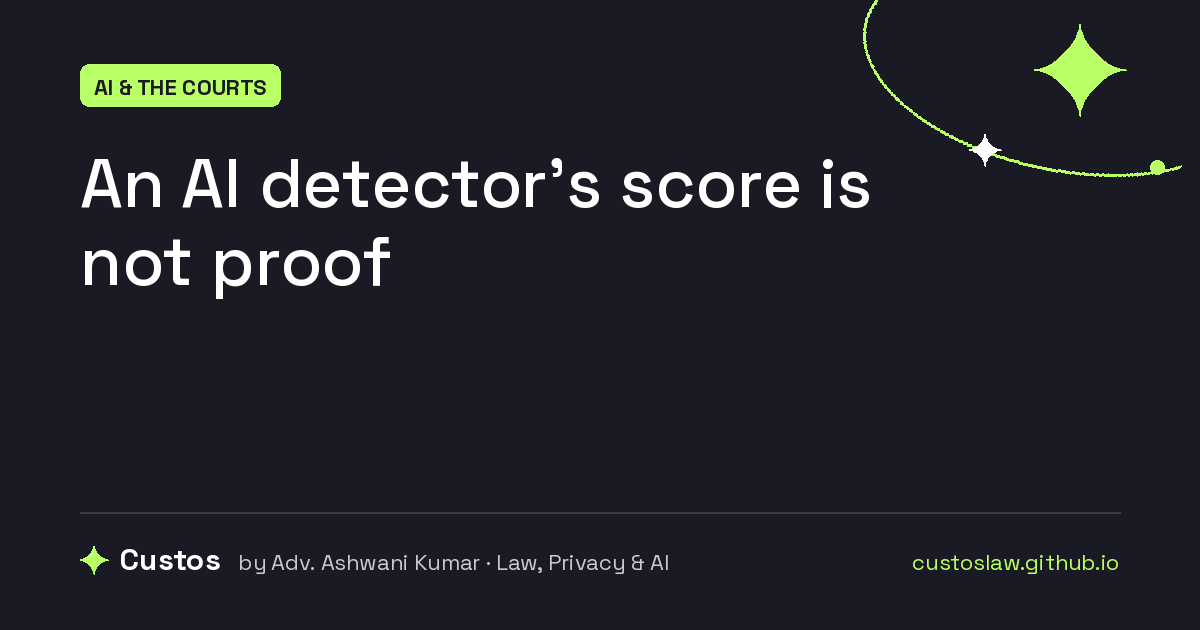 AI & THE COURTS
An AI detector’s score is
not proof
Custos by Adv. Ashwani Kumar · Law, Privacy & AI
custoslaw.github.io